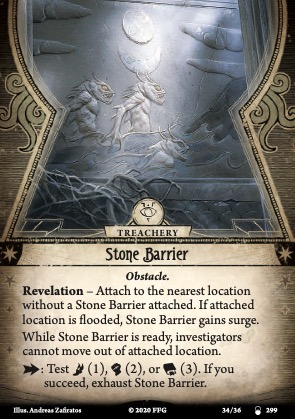 TREACHERY
Stone Barrier
Obstacle.
Revelation – Attach to the nearest location
without a Stone Barrier attached. If attached
location is flooded, Stone Barrier gains surge.
While Stone Barrier is ready, investigators
cannot move out of attached location.
: Test (1), (2), or (3). If you
succeed, exhaust Stone Barrier.
Illus. Andreas Zafiratos © 2020 FFG 34/36 299